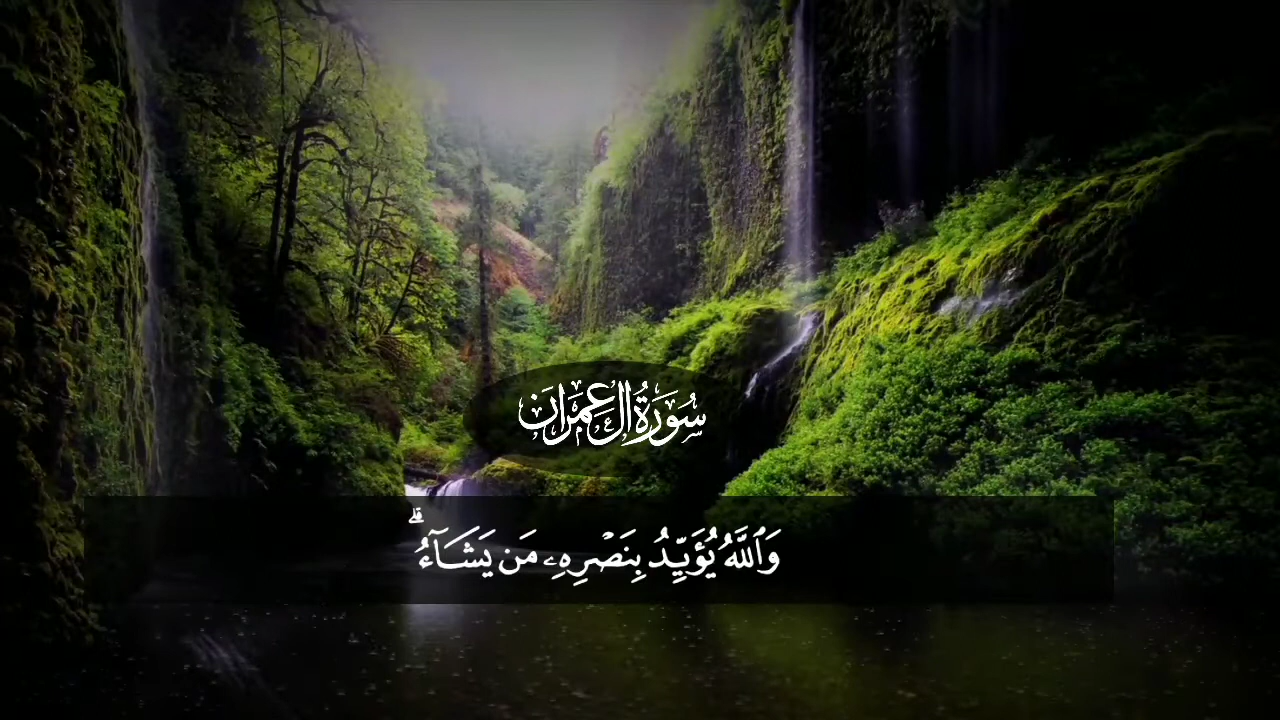 سُورَةُ آلِ عِمْرَانَ
وَٱللَّهُ يُؤَيِّدُ بِنَصْرِهِۦ مَن يَشَآءُ ۗ